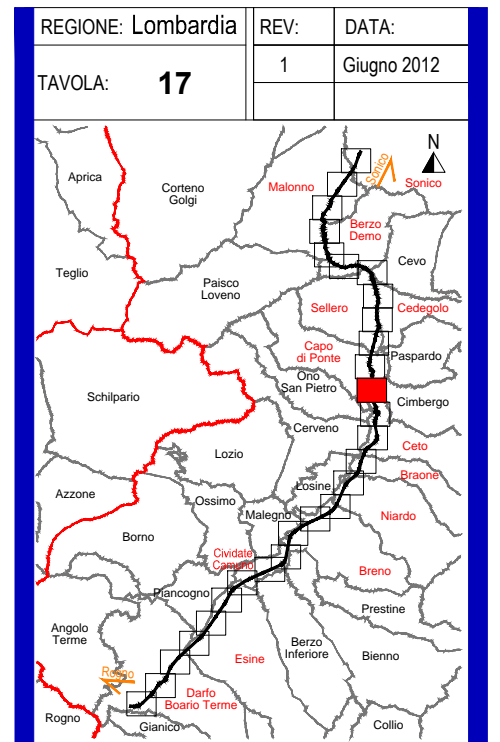 REGIONE: Lombardia
REV:
DATA:
TAVOLA: 17
1
Giugno 2012
N
Sonico
Aprica
Corteno
Golgi
Malonno
Sonico
Berzo
Demo
Cevo
Teglio
Paisco
Loveno
Sellero
Cedegolo
Capo
di Ponte
Paspardo
Ono
San Pietro
Schilpario
Cimbergo
Cerveno
Lozio
Ceto
Braone
Losine
Azzone
Ossimo
Malegno
Niardo
Borno
Cividate
Camuno
Breno
Piancogno
Prestine
Angolo
Terme
Berzo
Inferiore
Bienno
Esine
Rogno
Darfo
Boario Terme
Rogno
Gianico
Collio